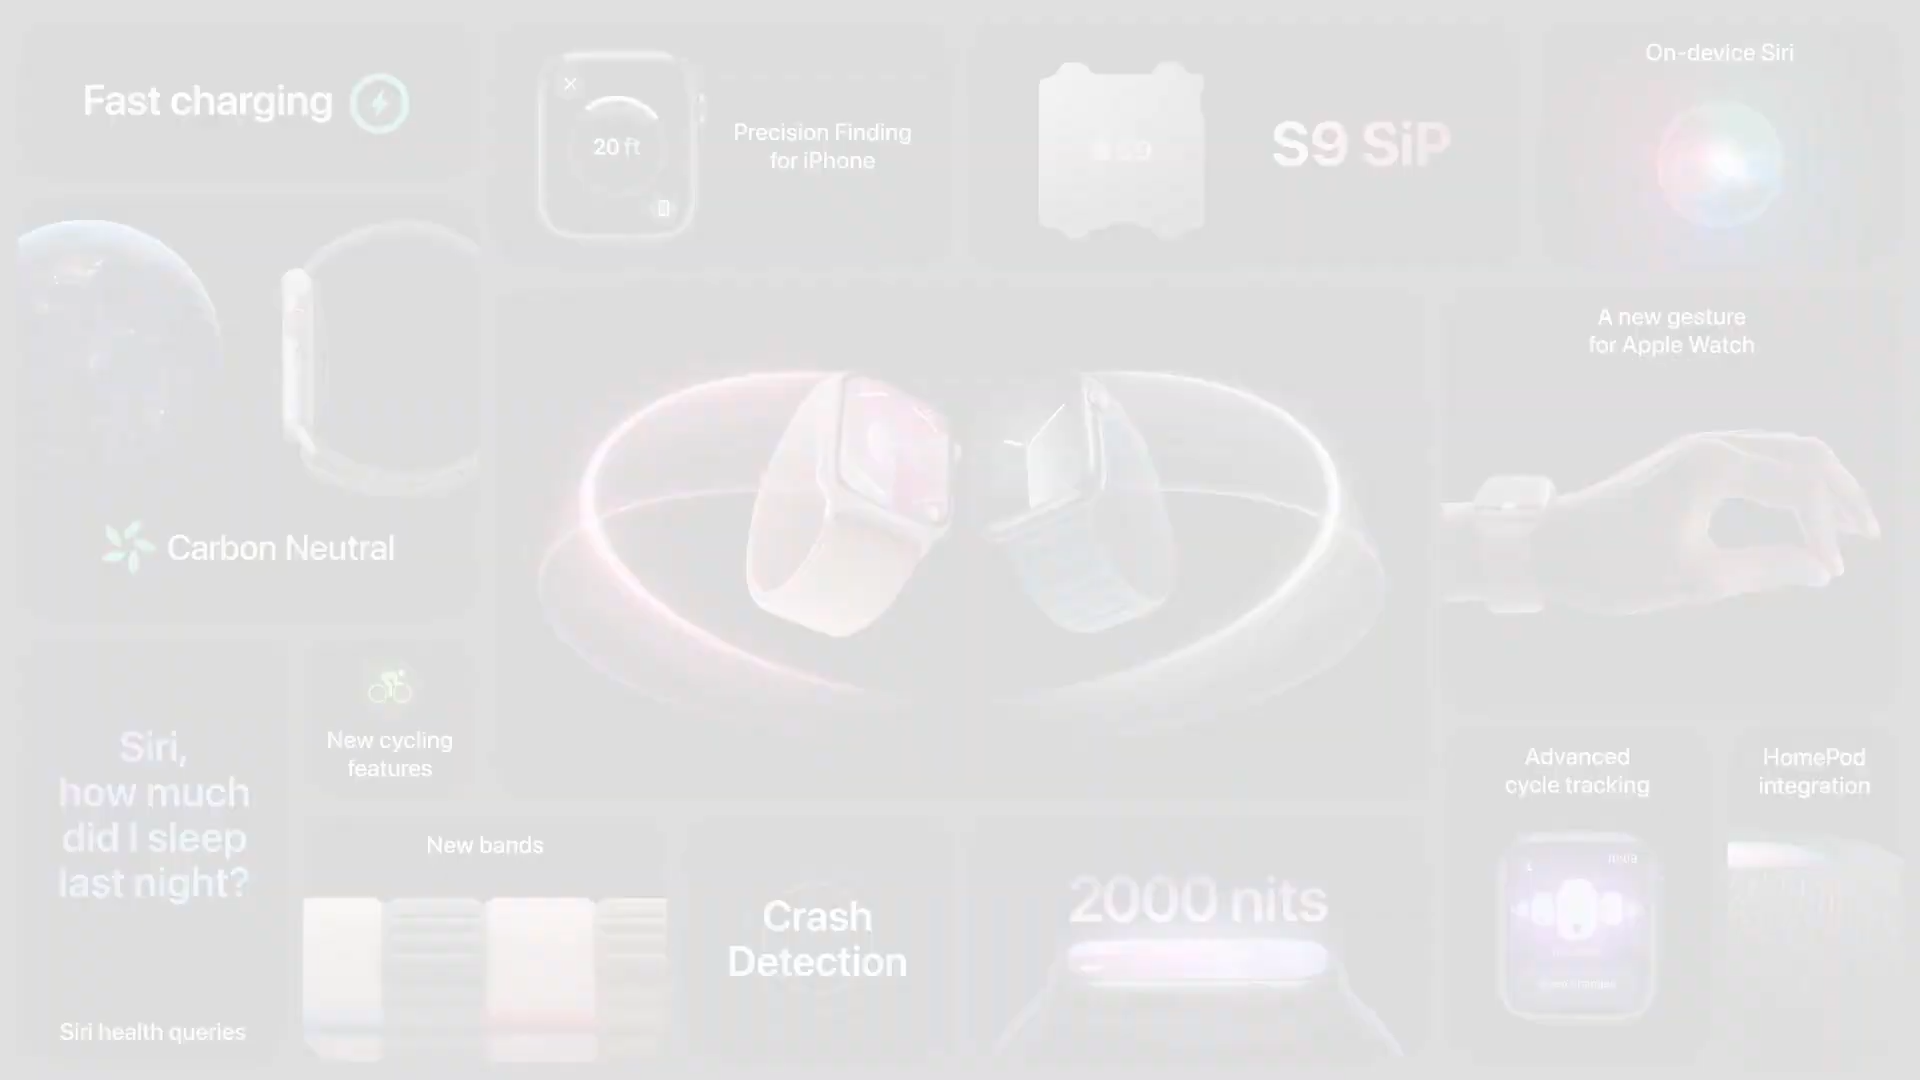 Fast charging
20 ft
Precision Finding
for iPhone
S9
S9 SiP
On-device Siri
Carbon Neutral
A new gesture
for Apple Watch
Siri,
how much
did I sleep
last night?
Siri health queries
New cycling
features
New bands
Crash
Detection
2000 nits
Advanced
cycle tracking
HomePod
integration